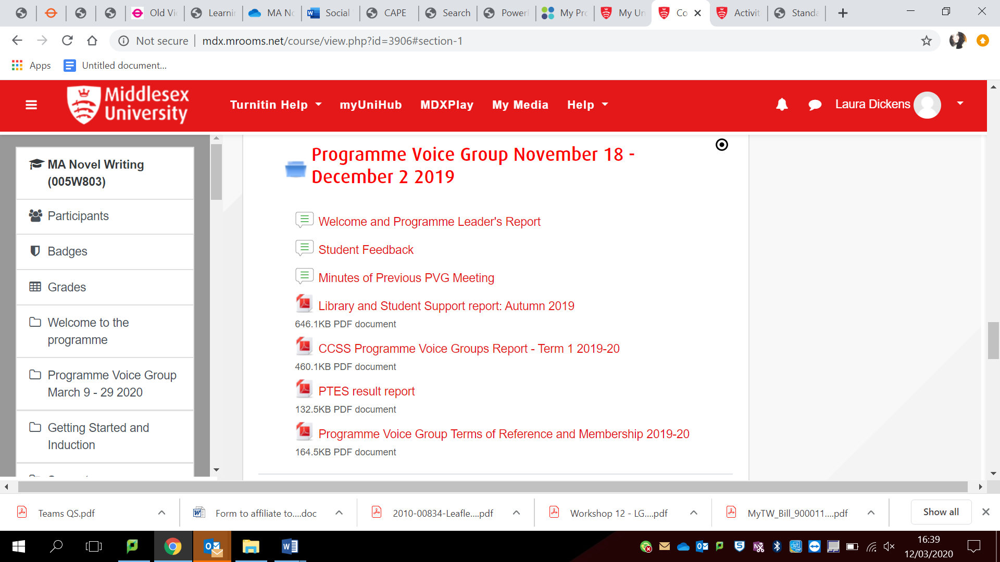 Old Vi
Learnin
MA No
Social
CAPE
Search
Power
My Pro
My Un
Co
Activit
Standa
Not secure
mdx.mrooms.net/course/view.php?id=3906#section-1
Apps
Untitled document...
Middlesex
University
Turnitin Help
myUniHub
MDXPlay
My Media
Help
Laura Dickens
MA Novel Writing
(005W803)
Participants
Badges
Grades
Welcome to the
programme
Programme Voice Group
March 9 - 29 2020
Getting Started and
Induction
Programme Voice Group November 18 -
December 2 2019
Welcome and Programme Leader's Report
Student Feedback
Minutes of Previous PVG Meeting
Library and Student Support report: Autumn 2019
646.1KB PDF document
CCSS Programme Voice Groups Report - Term 1 2019-20
460.1KB PDF document
PTES result report
132.5KB PDF document
Programme Voice Group Terms of Reference and Membership 2019-20
164.5KB PDF document
Teams QS.pdf
Form to affiliate to....doc
2010-00834-Leafle....pdf
Workshop 12 - LG....pdf
MyTW_Bill_900011....pdf
Show all
16:39
12/03/2020